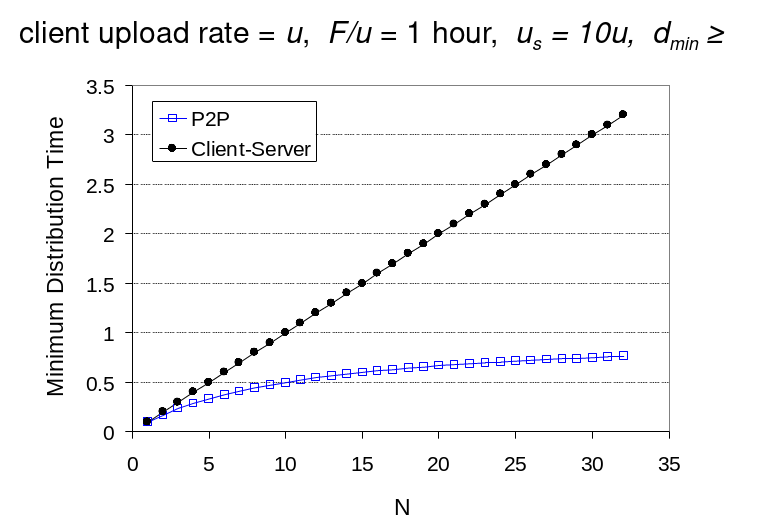 client upload rate = u,  F/u = 1 hour,  us = 10u,  dmin ≥
3.5
3
2.5
2
1.5
1
0.5
0
Minimum Distribution Time
P2P
Client-Server
0 5 10 15 20 25 30 35
N